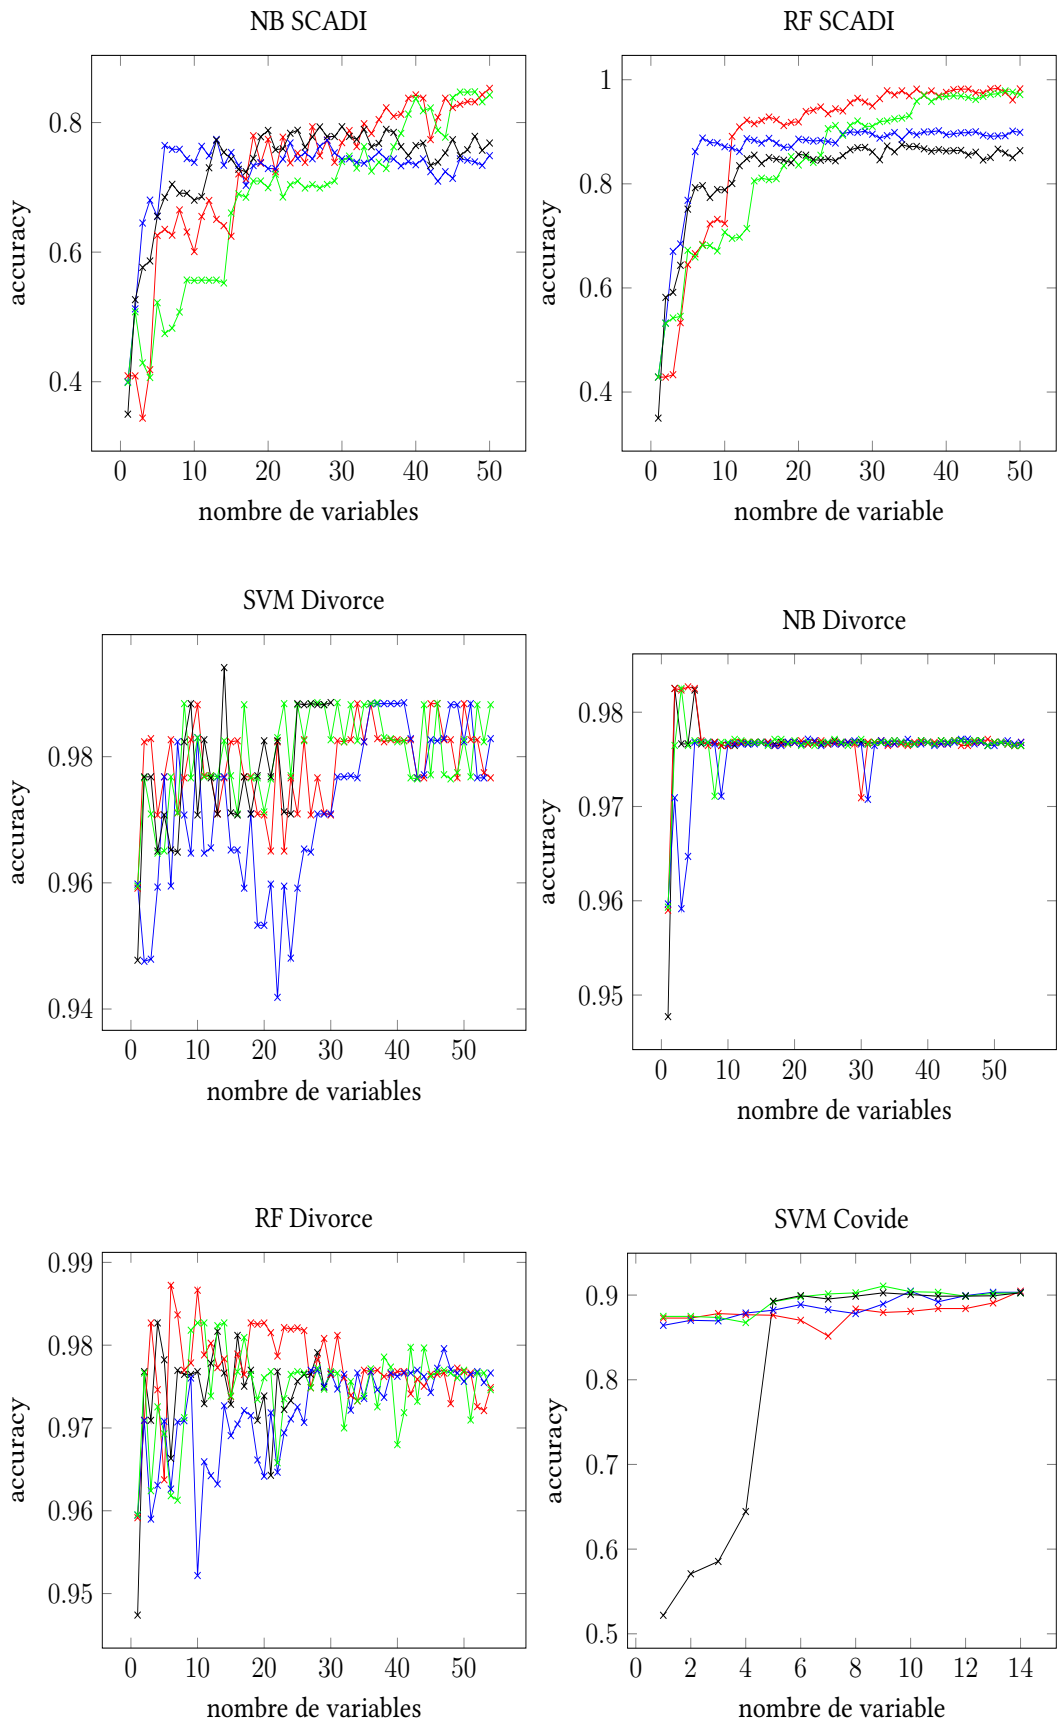 NB SCADI
0.8
0.6
0.4
accuracy
0 10 20 30 40 50
nombre de variables
RF SCADI
1
0.8
0.6
0.4
accuracy
0 10 20 30 40 50
nombre de variable
SVM Divorce
0.98
0.96
0.94
accuracy
0 10 20 30 40 50
nombre de variables
NB Divorce
0.98
0.97
0.96
0.95
accuracy
0 10 20 30 40 50
nombre de variables
RF Divorce
0.99
0.98
0.97
0.96
0.95
accuracy
0 10 20 30 40 50
nombre de variables
SVM Covide
0.9
0.8
0.7
0.6
0.5
accuracy
0 2 4 6 8 10 12 14
nombre de variable